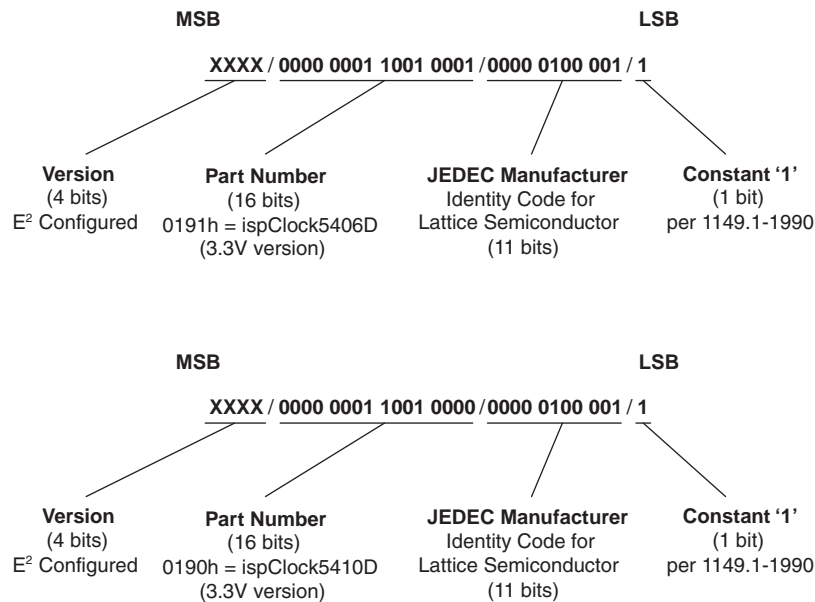 MSB LSB
XXXX / 0000 0001 1001 0001 / 0000 0100 001 / 1
Version
(4 bits)
E² Configured
Part Number
(16 bits)
0191h = ispClock5406D
(3.3V version)
JEDEC Manufacturer
Identity Code for
Lattice Semiconductor
(11 bits)
Constant ‘1’
(1 bit)
per 1149.1-1990
MSB LSB
XXXX / 0000 0001 1001 0000 / 0000 0100 001 / 1
Version
(4 bits)
E² Configured
Part Number
(16 bits)
0190h = ispClock5410D
(3.3V version)
JEDEC Manufacturer
Identity Code for
Lattice Semiconductor
(11 bits)
Constant ‘1’
(1 bit)
per 1149.1-1990